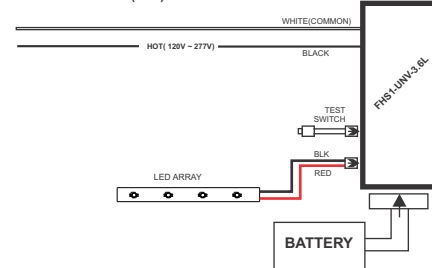 WHITE(COMMON)
HOT( 120V ~ 277V)
BLACK
FHS1-UNV-3.6L
TEST
SWITCH
BLK
RED
LED ARRAY
BATTERY